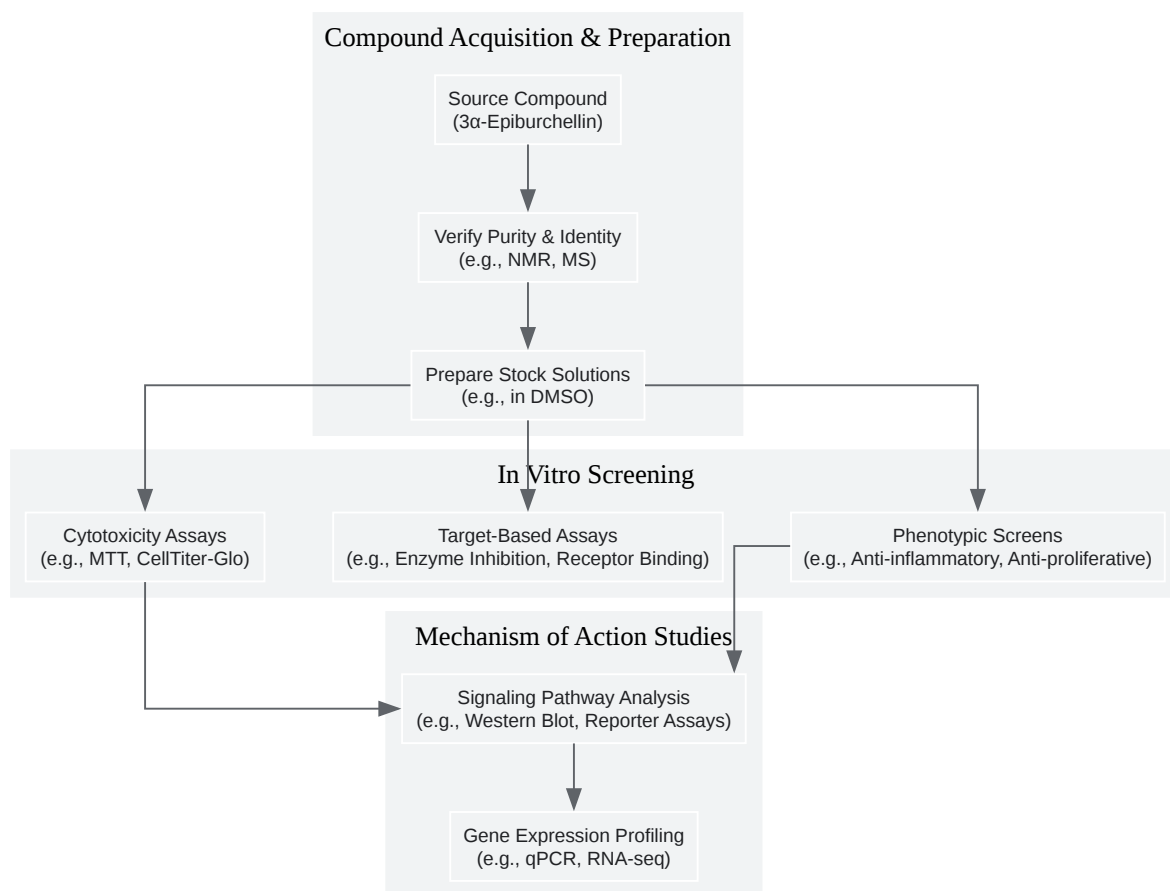 Compound Acquisition & Preparation
Source Compound
(3α-Epiburchellin)
Verify Purity & Identity
(e.g., NMR, MS)
Prepare Stock Solutions
(e.g., in DMSO)
In Vitro Screening
Cytotoxicity Assays
(e.g., MTT, CellTiter-Glo)
Target-Based Assays
(e.g., Enzyme Inhibition, Receptor Binding)
Phenotypic Screens
(e.g., Anti-inflammatory, Anti-proliferative)
Mechanism of Action Studies
Signaling Pathway Analysis
(e.g., Western Blot, Reporter Assays)
Gene Expression Profiling
(e.g., qPCR, RNA-seq)